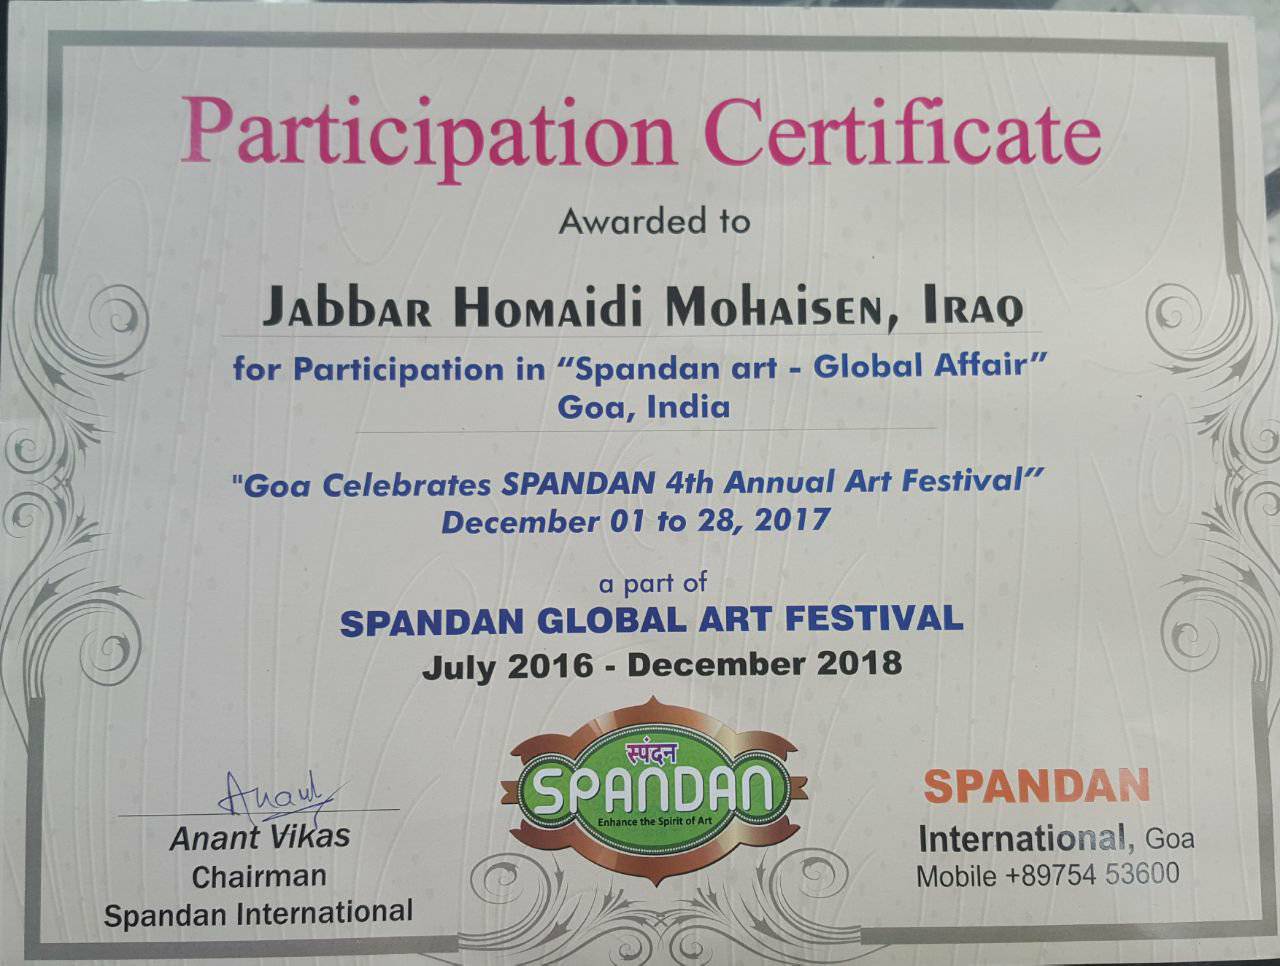 Participation Certificate
Awarded to
Jabbar Homaidi Mohaisen, Iraq
for Participation in “Spandan art - Global Affair”
Goa, India
"Goa Celebrates SPANDAN 4th Annual Art Festival”
December 01 to 28, 2017
a part of
SPANDAN GLOBAL ART FESTIVAL
July 2016 - December 2018
स्पंदन
SPANDAN
Enhance the Spirit of Art
Anant
Anant Vikas
Chairman
Spandan International
SPANDAN
International, Goa
Mobile +89754 53600